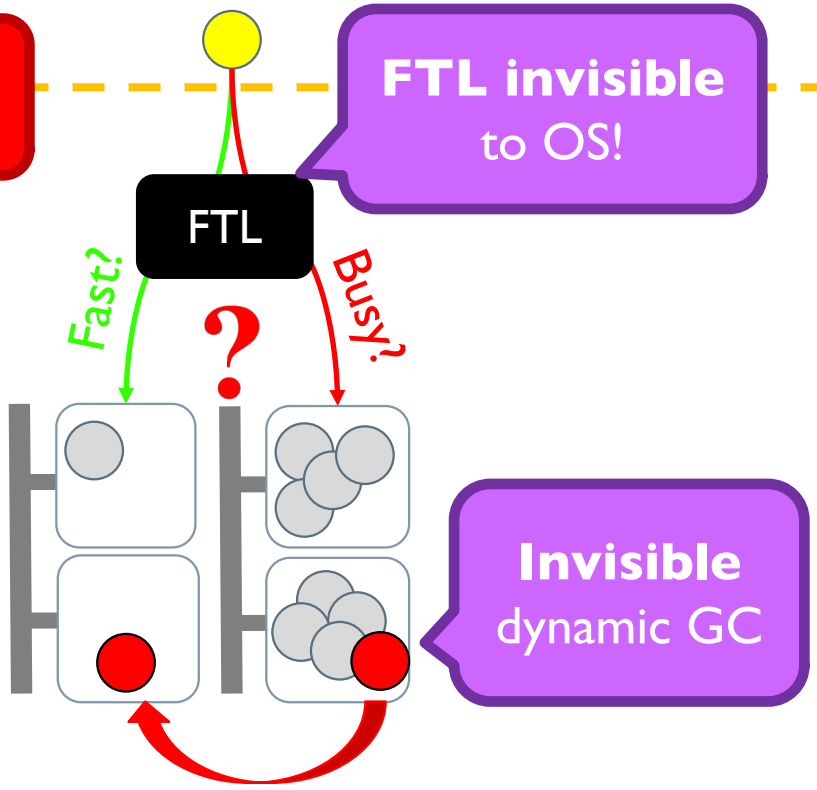 FTL invisible
to OS!
FTL
Fast?
Busy?
?
Invisible
dynamic GC